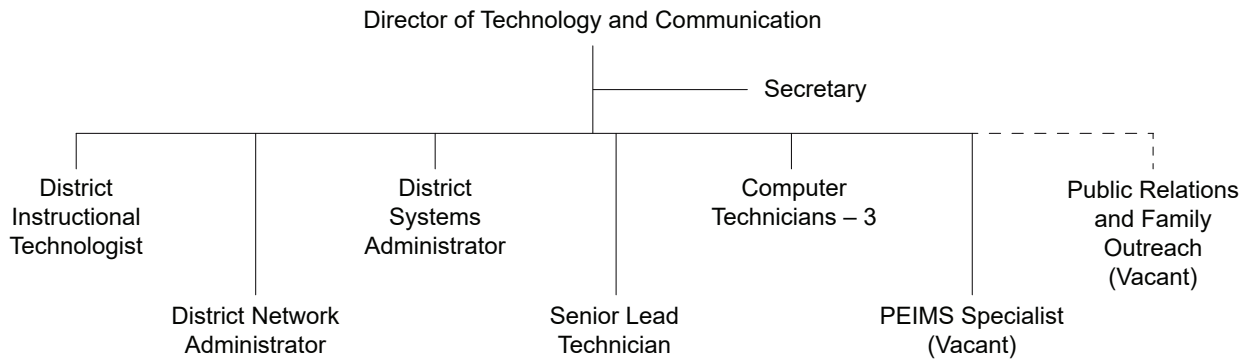 Director of Technology and Communication
Secretary
District
Instructional
Technologist
District
Systems
Administrator
Computer
Technicians – 3
Public Relations
and Family
Outreach
(Vacant)
District Network
Administrator
Senior Lead
Technician
PEIMS Specialist
(Vacant)